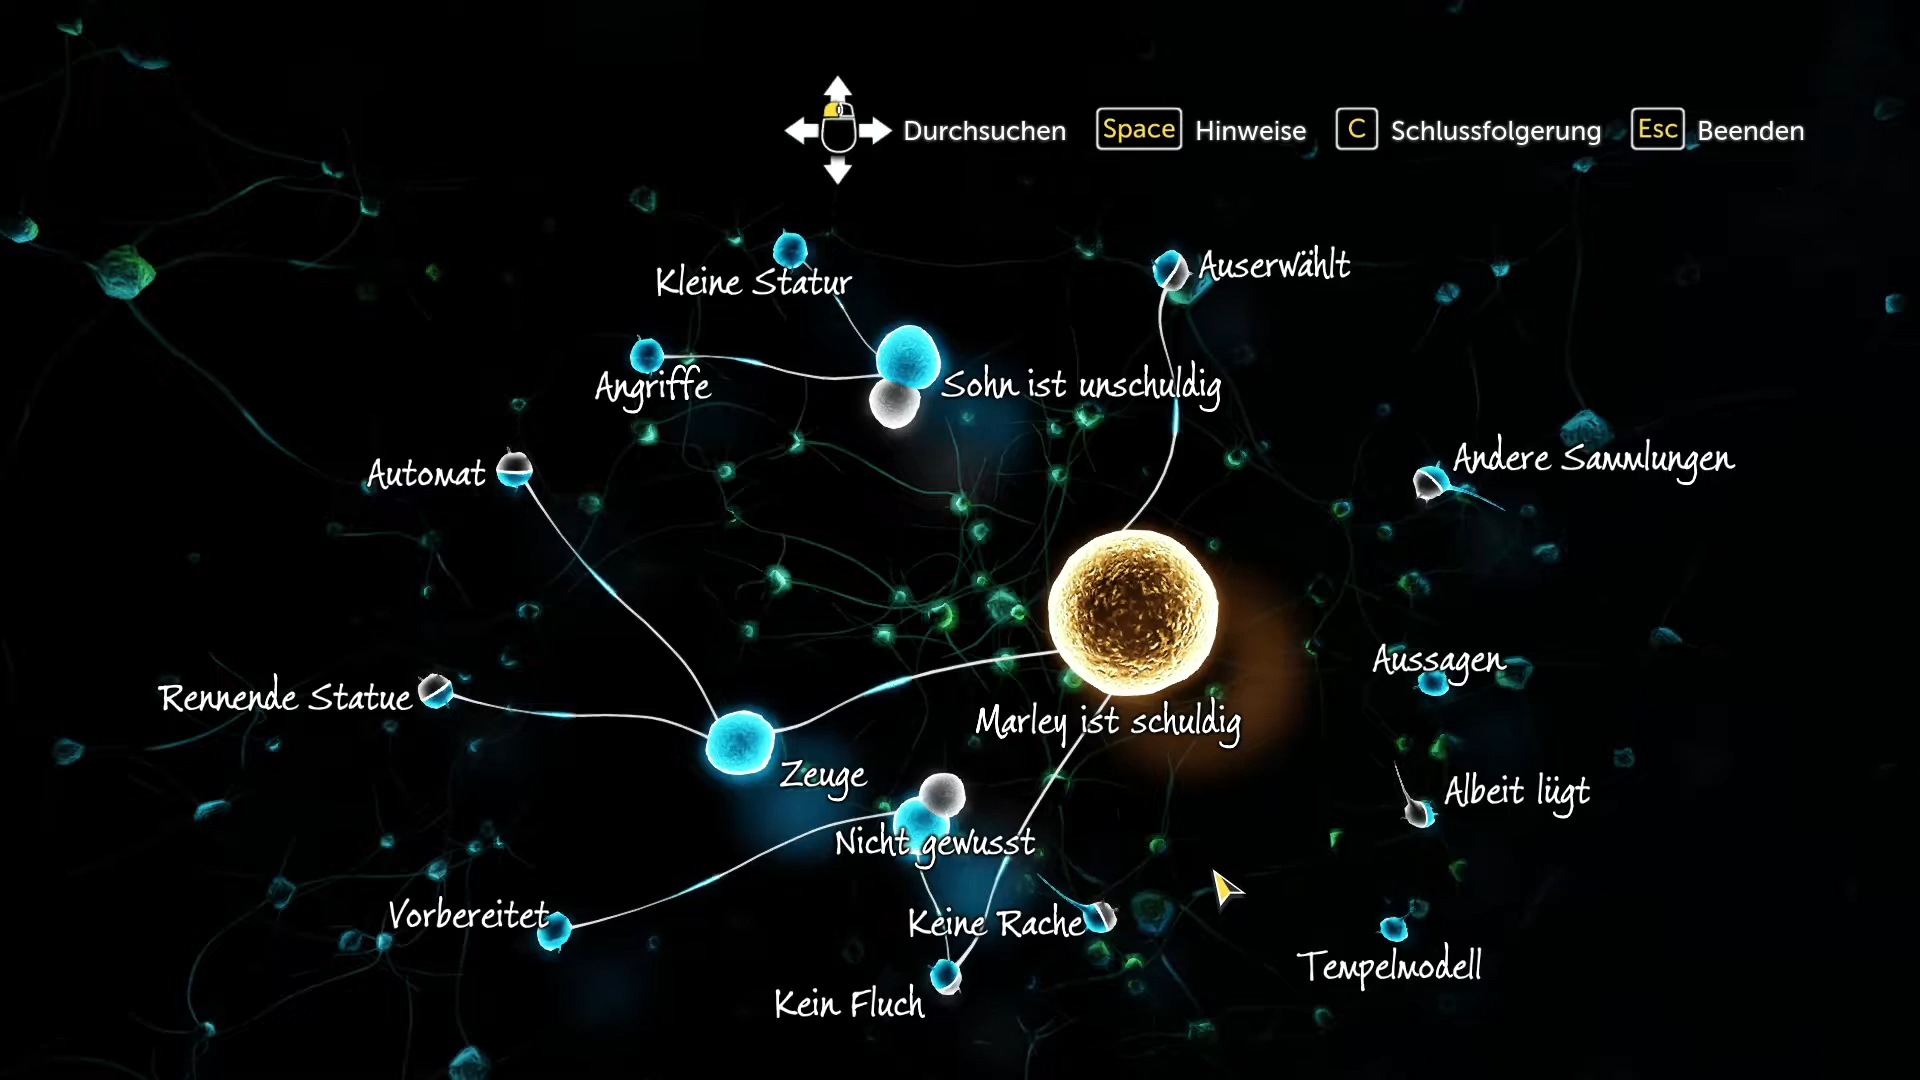 Durchsuchen Space Hinweise C Schlussfolgerung Esc Beenden
Kleine Statur
Auserwählt
Angriffe
Sohn ist unschuldig
Automat
Andere Sammlungen
Rennende Statue
Aussagen
Marley ist schuldig
Zeuge
Albeit lügt
Nicht gewusst
Vorbereitet
Keine Rache
Tempelmodell
Kein Fluch